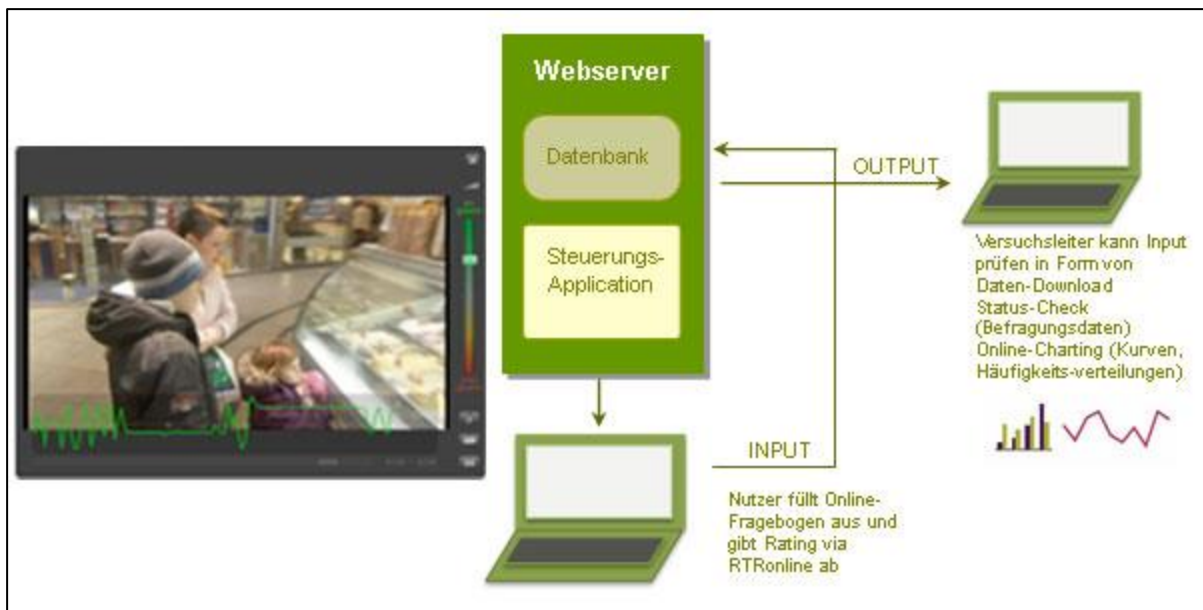 Webserver
Datenbank
Steuerungs-
Application
OUTPUT
Versuchsleiter kann Input
prüfen in Form von
Daten-Download
Status-Check
(Befragungsdaten)
Online-Charting (Kurven,
Häufigkeits-verteilungen)
INPUT
Nutzer füllt Online-
Fragebogen aus und
gibt Rating via
RTRonline ab